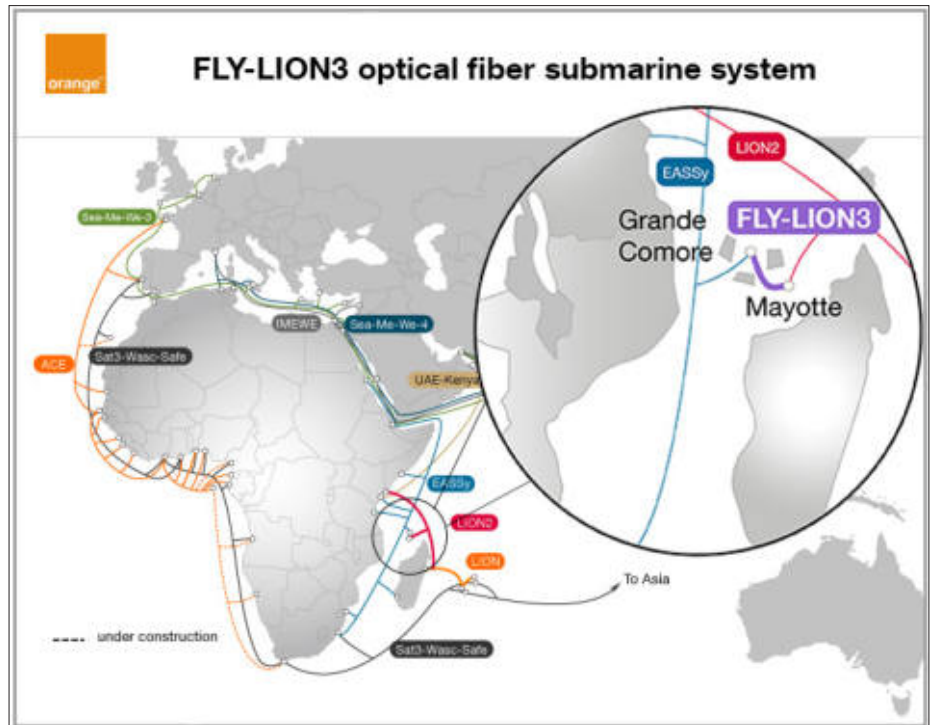 orange
FLY-LION3 optical fiber submarine system
LION2
EASSy
Grande
Comore
FLY-LION3
Mayotte
Sea-Me-We-3
IMEWE
Sea-Me-We-4
ACE
Sat3-Wasc-Safe
UAE-Kenya
EASSy
LION2
LION
To Asia
under construction
Sat3-Wasc-Safe